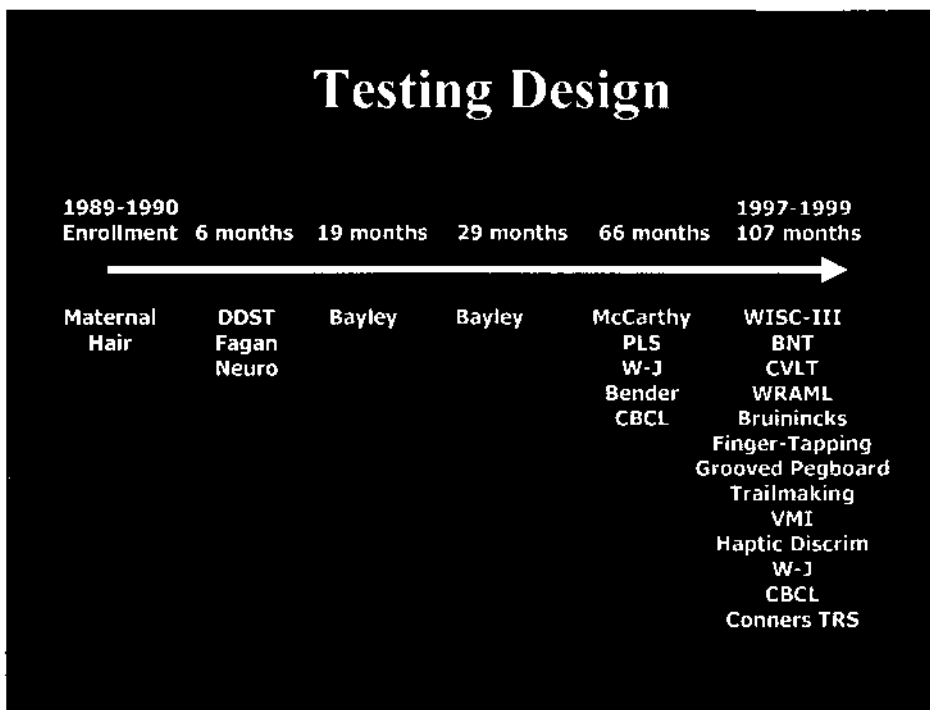 Testing Design
1989-1990
Enrollment 6 months 19 months 29 months 66 months
1997-1999
107 months
Maternal
Hair
DDST
Fagan
Neuro
Bayley
Bayley
McCarthy
PLS
W-J
Bender
CBCL
WISC-III
BNT
CVLT
WRAML
Bruinincks
Finger-Tapping
Grooved Pegboard
Trailmaking
VMI
Haptic Discrim
W-J
CBCL
Conners TRS